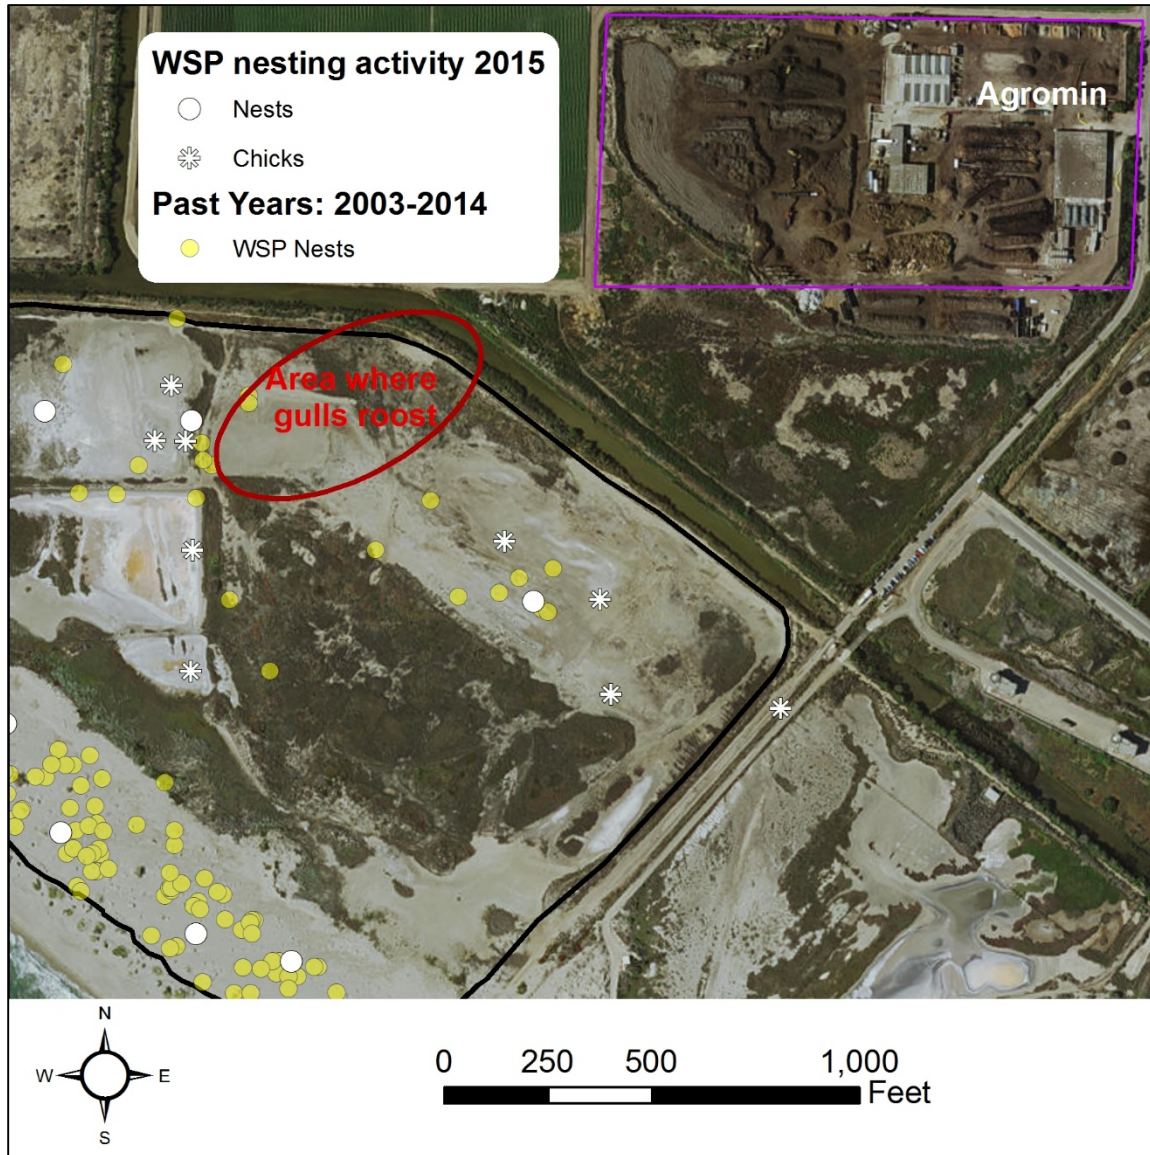 WSP nesting activity 2015
Nests
Chicks
Past Years: 2003-2014
WSP Nests
Agromin
Area where
gulls roost
N
W
E
S
0 250 500 1,000
Feet